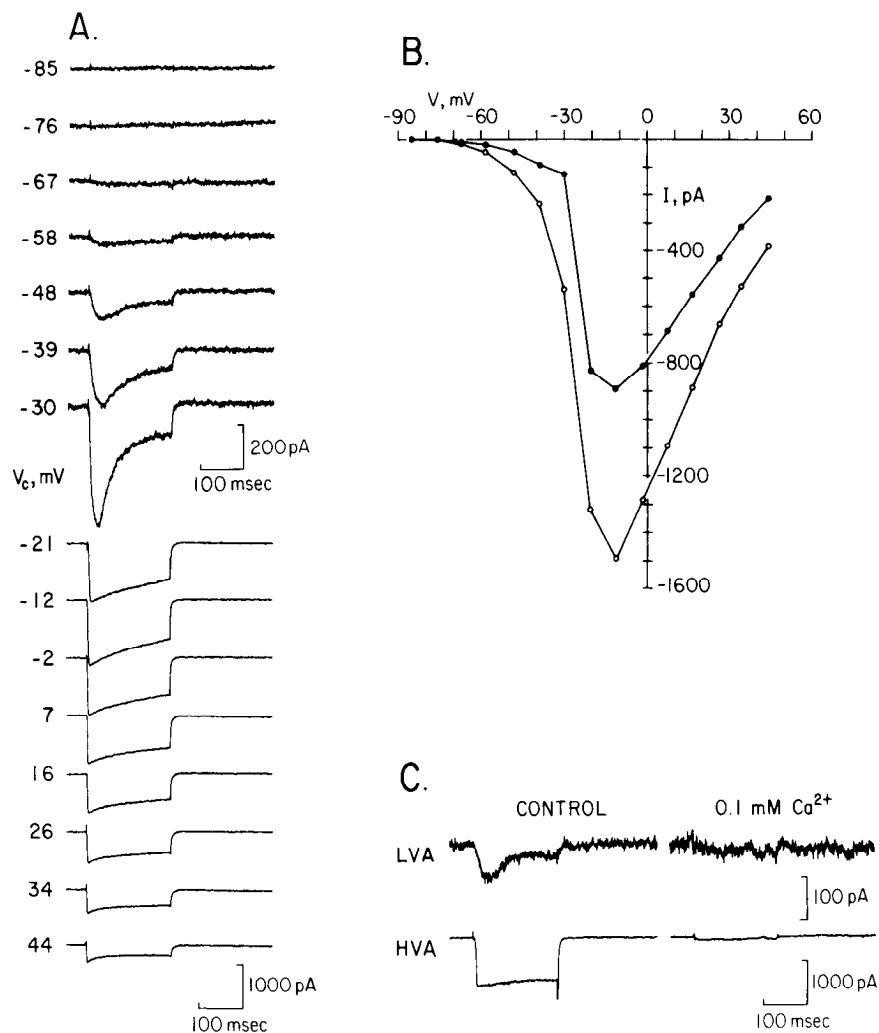 A.
-85
-76
-67
-58
-48
-39
-30
200 pA
100 msec
Vc, mV
-21
-12
-2
7
16
26
34
44
1000 pA
100 msec
B.
V, mV
-90 -60 -30 0 30 60
I, pA
-400
-800
-1200
-1600
C.
CONTROL 0.1 mM Ca2+
LVA
100 pA
HVA
1000 pA
100 msec